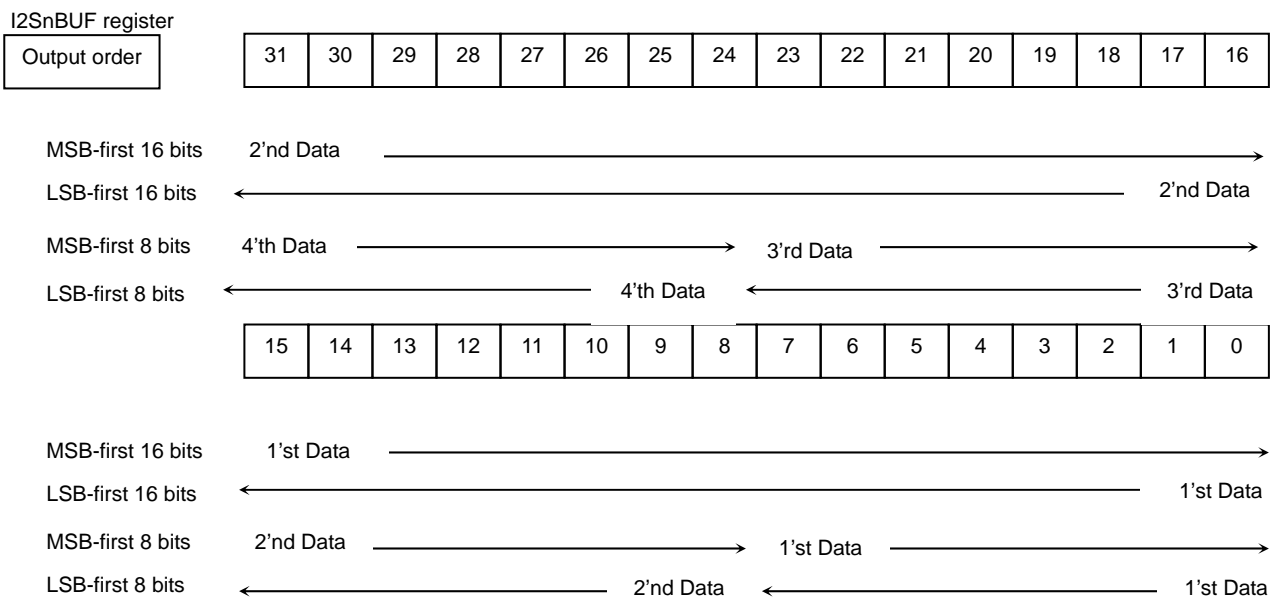 I2SnBUF register
Output order
31 30 29 28 27 26 25 24 23 22 21 20 19 18 17 16
MSB-first 16 bits 2'nd Data
LSB-first 16 bits 2'nd Data
MSB-first 8 bits 4'th Data 3'rd Data
LSB-first 8 bits 4'th Data 3'rd Data
15 14 13 12 11 10 9 8 7 6 5 4 3 2 1 0
MSB-first 16 bits 1'st Data
LSB-first 16 bits 1'st Data
MSB-first 8 bits 2'nd Data 1'st Data
LSB-first 8 bits 2'nd Data 1'st Data